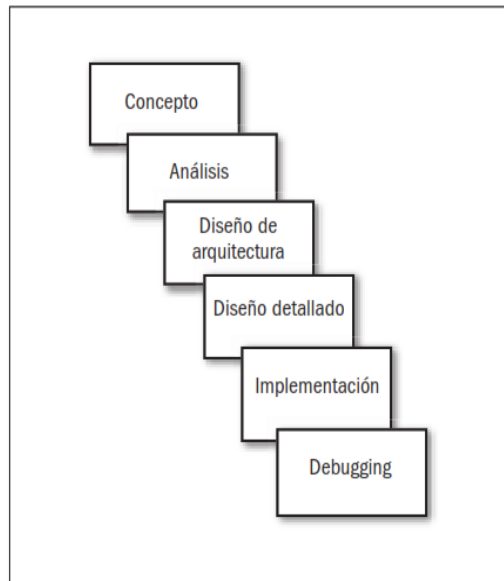 Concepto
Análisis
Diseño de
arquitectura
Diseño detallado
Implementación
Debugging